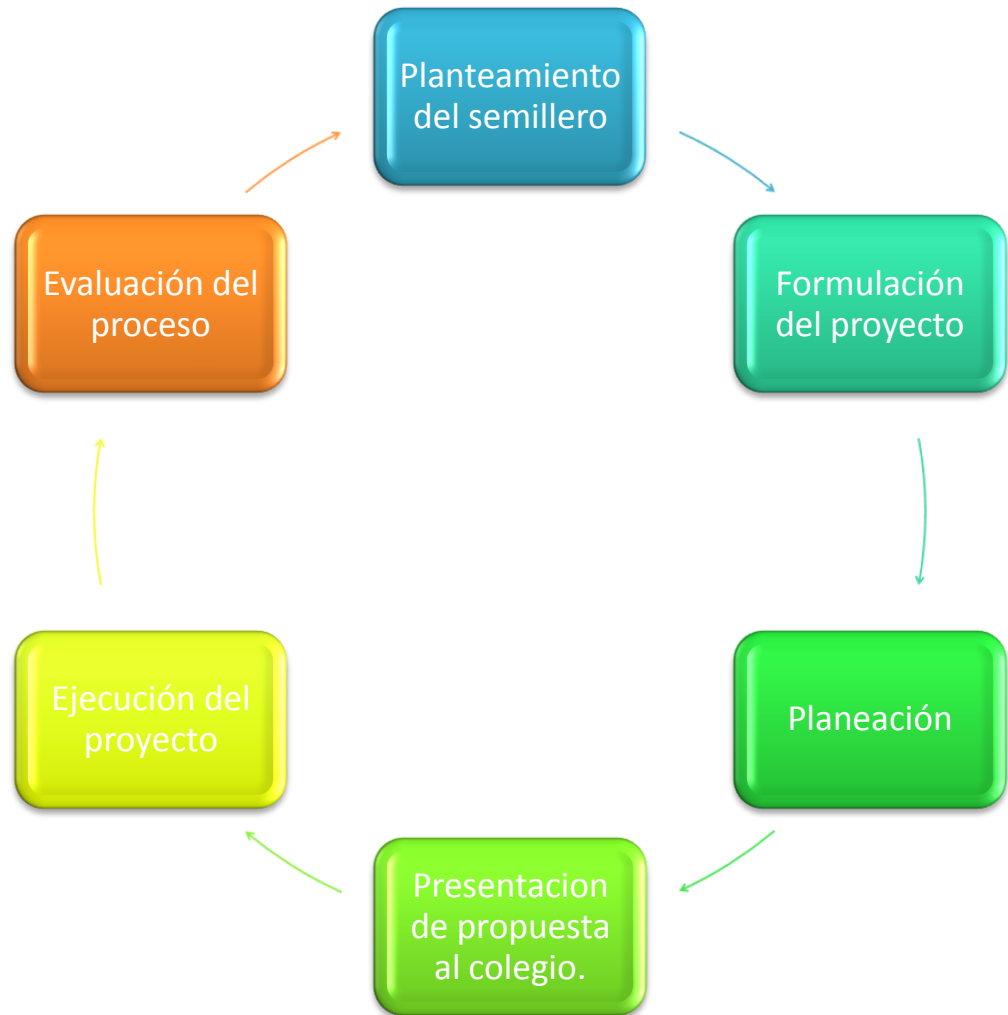 Planteamiento
del semillero
Formulación
del proyecto
Planeación
Presentacion
de propuesta
al colegio.
Ejecución del
proyecto
Evaluación del
proceso